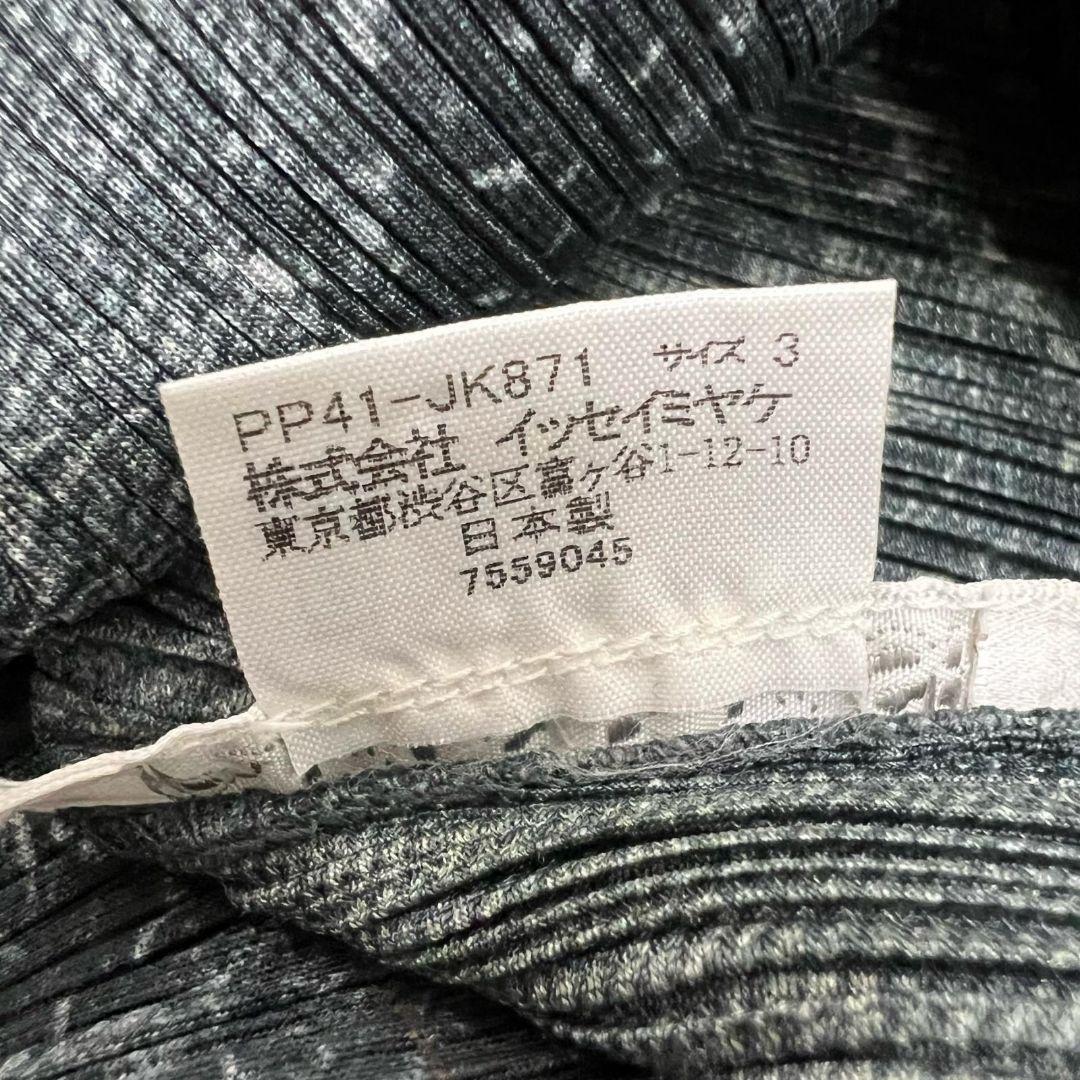 PP41-JK871 サイズ 3
株式会社 イッセイミヤケ
東京都渋谷区富ヶ谷1-12-10
日本製
7559045